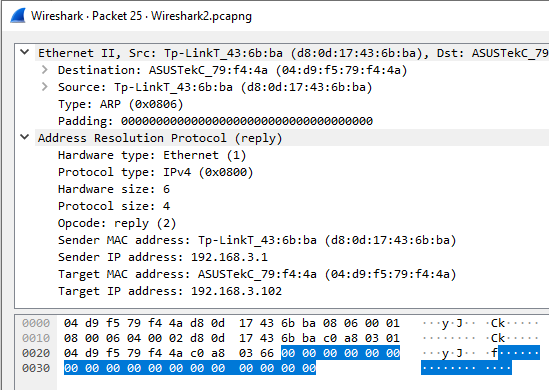 Wireshark · Packet 25 · Wireshark2.pcapng
Ethernet II, Src: Tp-LinkT_43:6b:ba (d8:0d:17:43:6b:ba), Dst: ASUSTekC_79
Destination: ASUSTekC_79:f4:4a (04:d9:f5:79:f4:4a)
Source: Tp-LinkT_43:6b:ba (d8:0d:17:43:6b:ba)
Type: ARP (0x0806)
Padding: 000000000000000000000000000000000000
Address Resolution Protocol (reply)
Hardware type: Ethernet (1)
Protocol type: IPv4 (0x0800)
Hardware size: 6
Protocol size: 4
Opcode: reply (2)
Sender MAC address: Tp-LinkT_43:6b:ba (d8:0d:17:43:6b:ba)
Sender IP address: 192.168.3.1
Target MAC address: ASUSTekC_79:f4:4a (04:d9:f5:79:f4:4a)
Target IP address: 192.168.3.102
0000 04 d9 f5 79 f4 4a d8 0d 17 43 6b ba 08 06 00 01 ···y·J·· ·Ck·····
0010 08 00 06 04 00 02 d8 0d 17 43 6b ba c0 a8 03 01 ········ ·Ck·····
0020 04 d9 f5 79 f4 4a c0 a8 03 66 00 00 00 00 00 00 ···y·J·· ·f······
0030 00 00 00 00 00 00 00 00 00 00 00 00 ········ ····